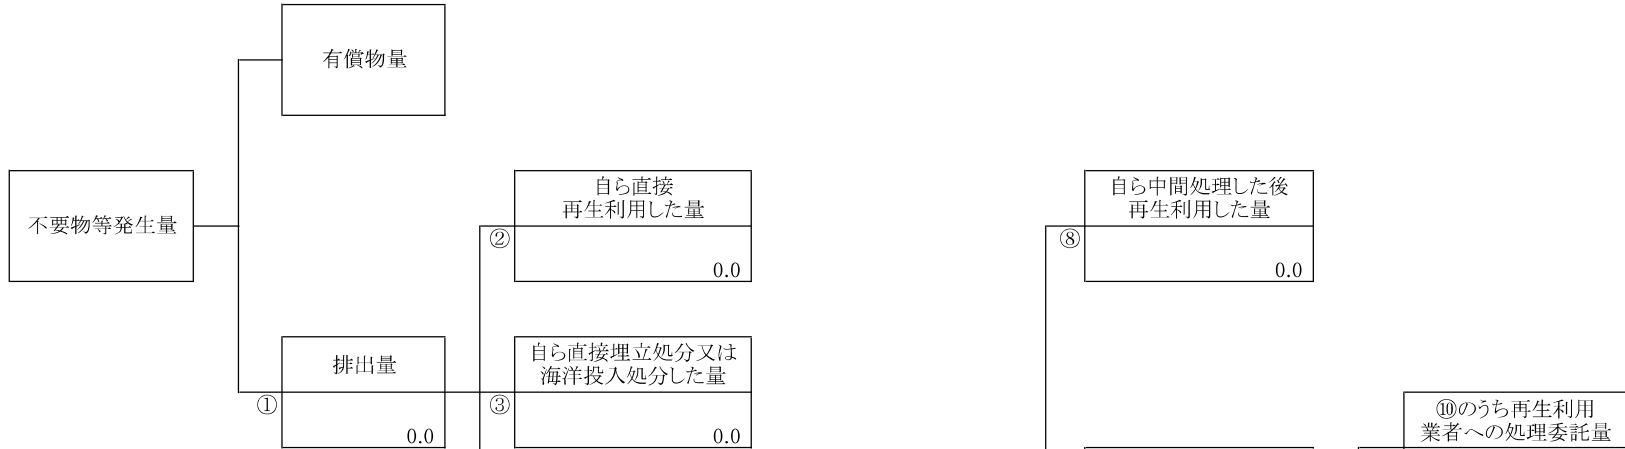 有償物量
不要物等発生量
自ら直接
再生利用した量
②
0.0
自ら中間処理した後
再生利用した量
⑧
0.0
排出量
①
0.0
自ら直接埋立処分又は
海洋投入処分した量
③
0.0
⑩のうち再生利用
業者への処理委託量